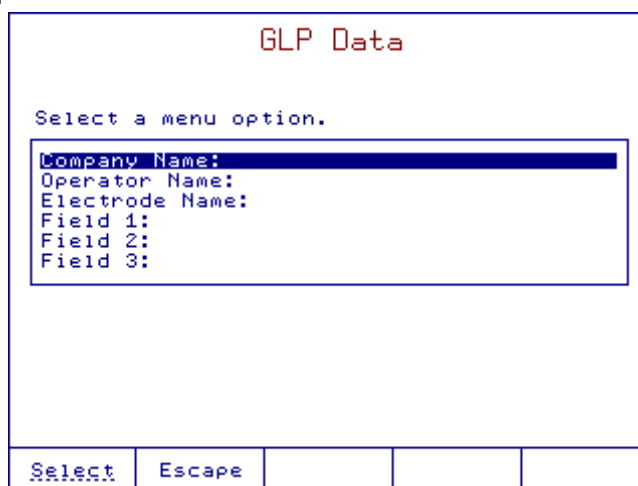 GLP Data
Select a menu option.
Company Name:
Operator Name:
Electrode Name:
Field 1:
Field 2:
Field 3:
Select Escape